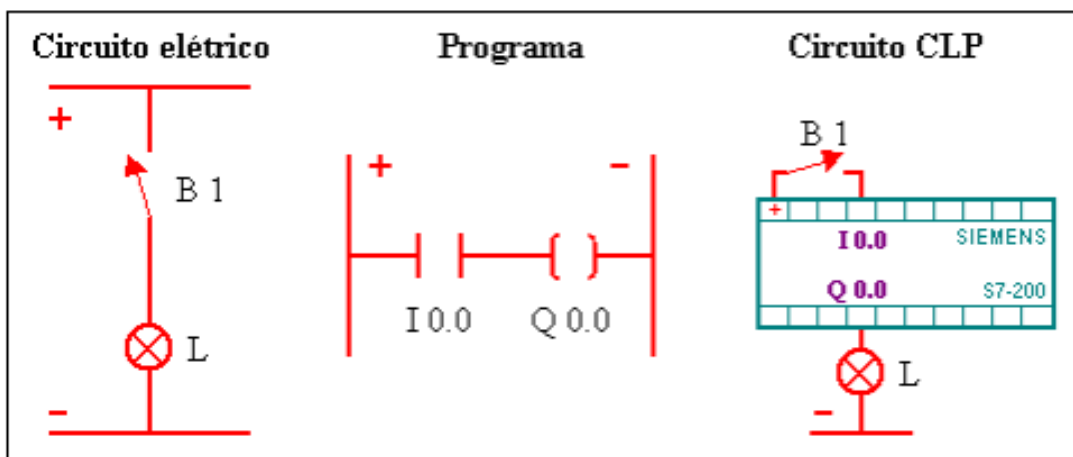 Circuito elétrico
+
B 1
L
-
Programa
+ -
I 0.0 Q 0.0
Circuito CLP
B 1
+
I 0.0 SIEMENS
Q 0.0 S7-200
L
-